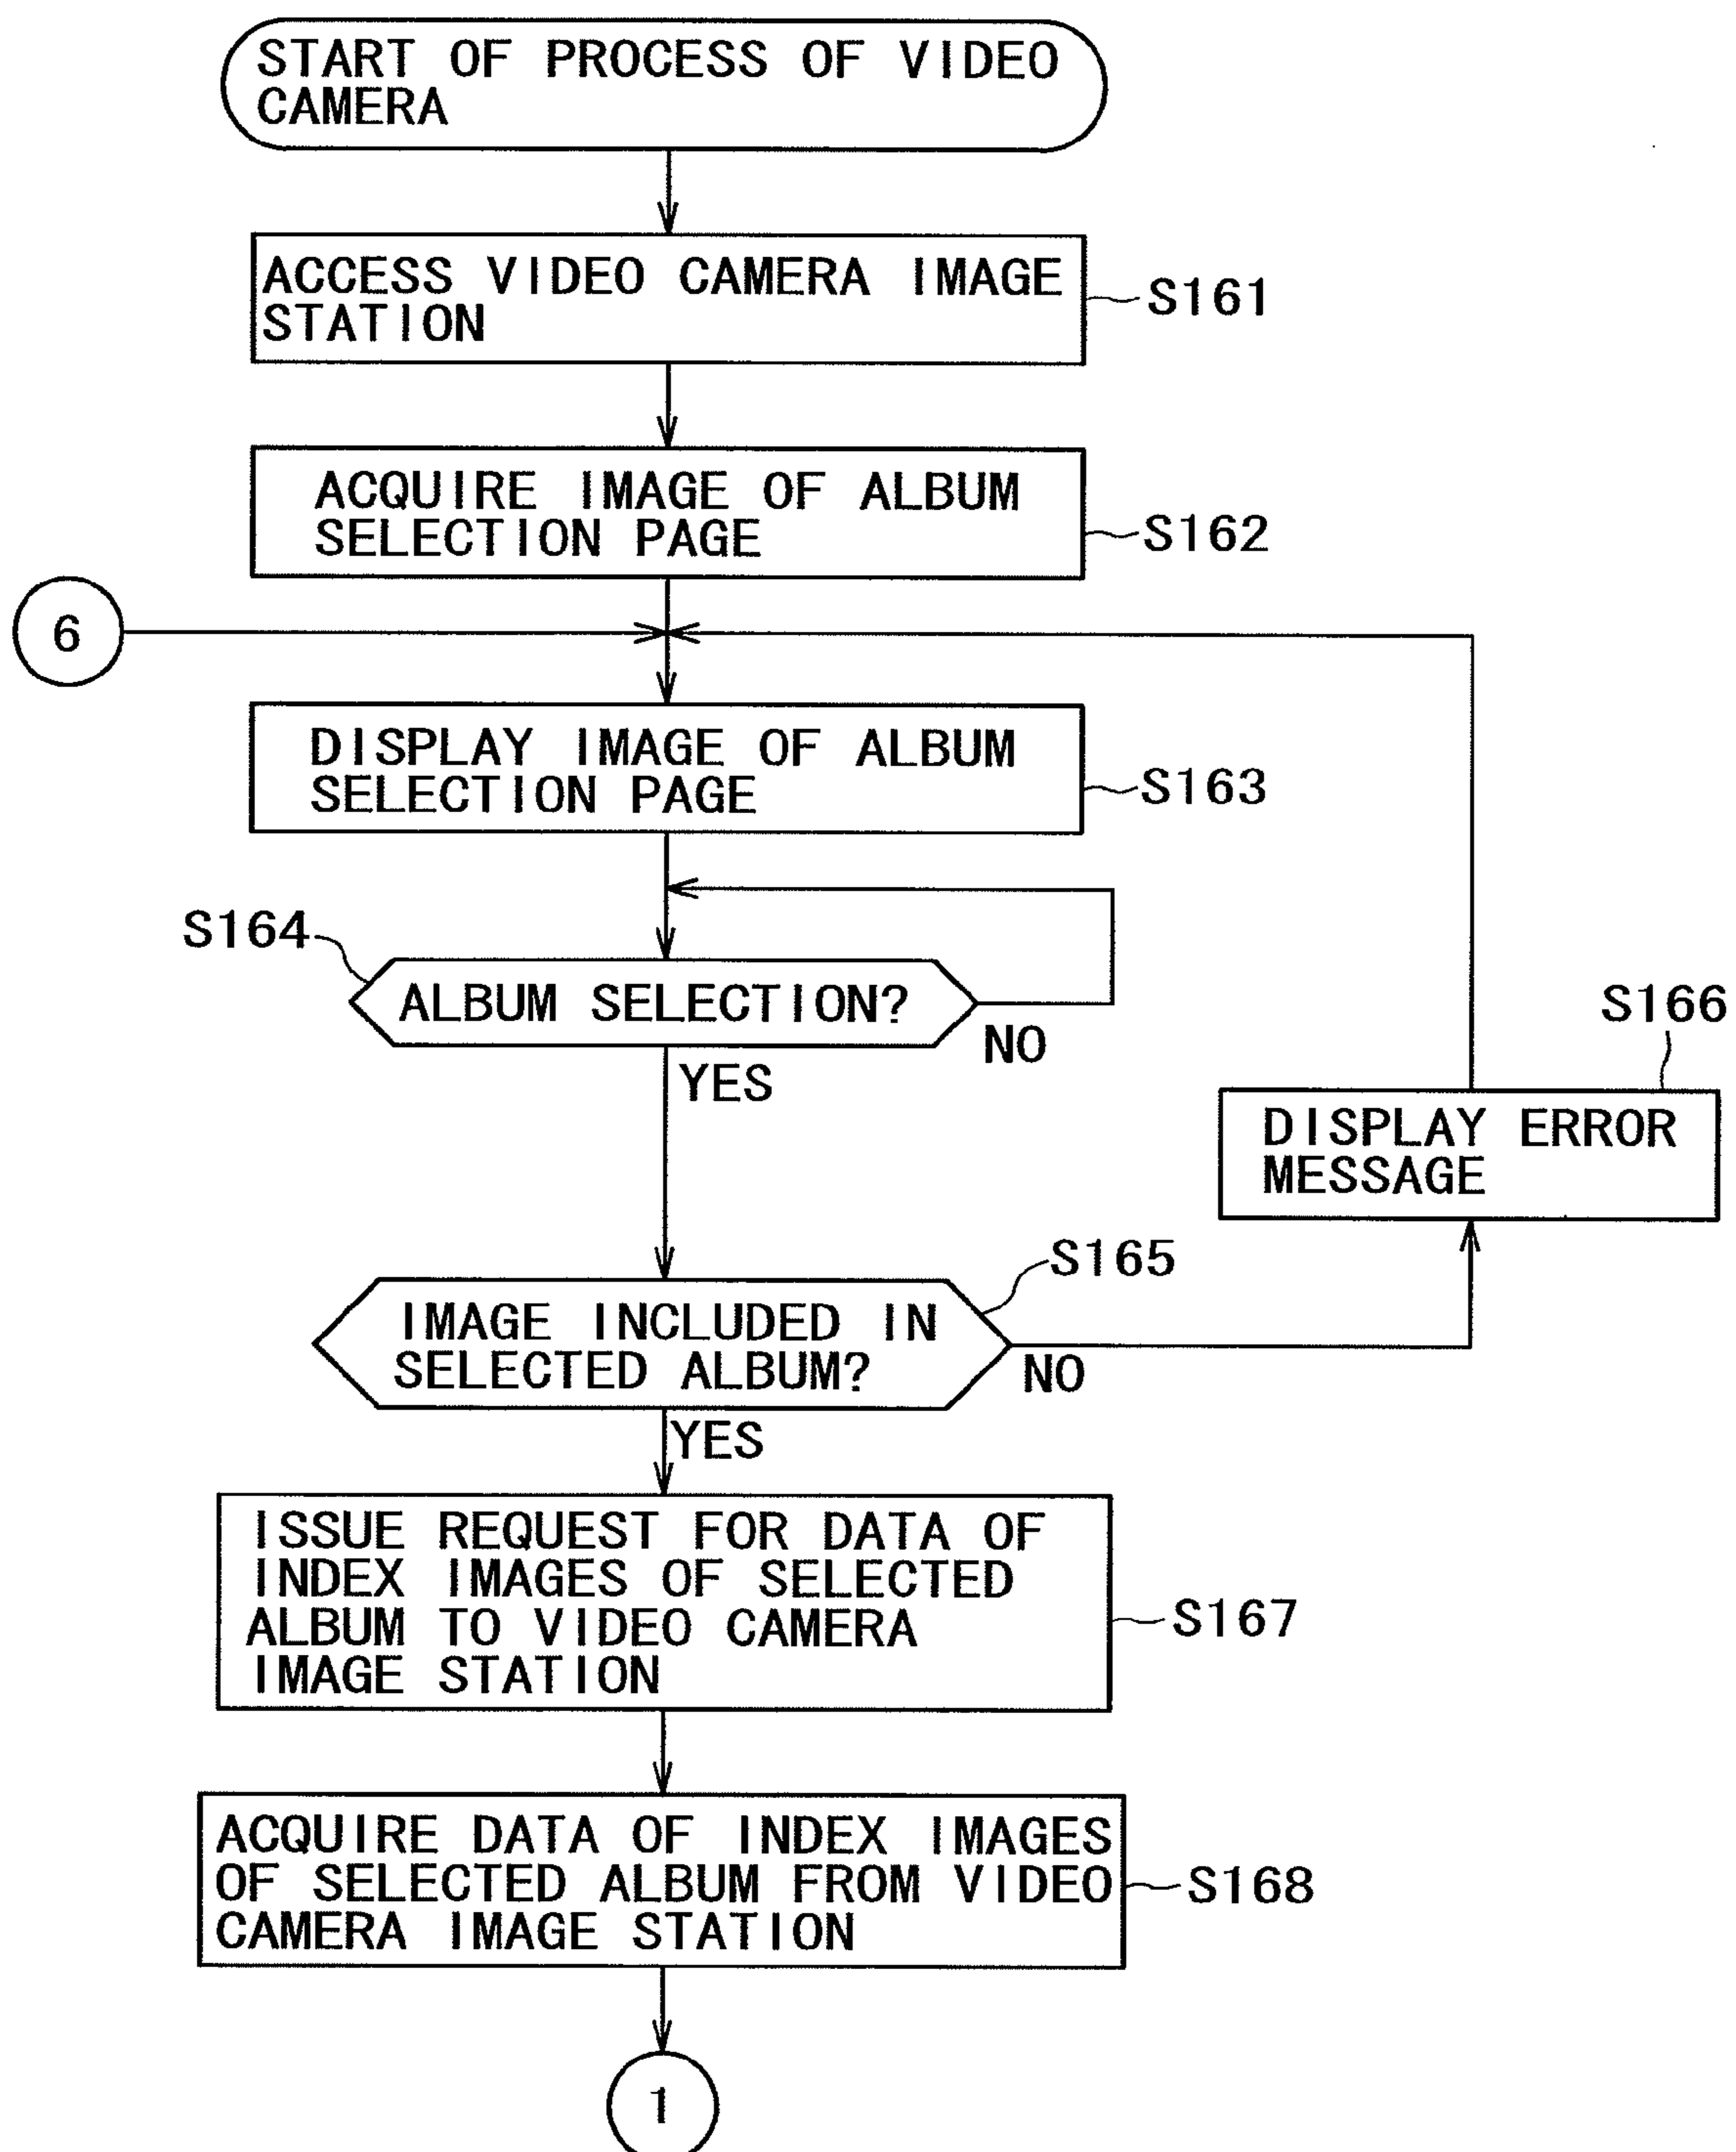 START OF PROCESS OF VIDEO
CAMERA
ACCESS VIDEO CAMERA IMAGE
STATION
S161
ACQUIRE IMAGE OF ALBUM
SELECTION PAGE
S162
6
DISPLAY IMAGE OF ALBUM
SELECTION PAGE
S163
S164
ALBUM SELECTION?
NO
YES
S166
DISPLAY ERROR
MESSAGE
S165
IMAGE INCLUDED IN
SELECTED ALBUM?
NO
YES
ISSUE REQUEST FOR DATA OF
INDEX IMAGES OF SELECTED
ALBUM TO VIDEO CAMERA
IMAGE STATION
S167
ACQUIRE DATA OF INDEX IMAGES
OF SELECTED ALBUM FROM VIDEO
CAMERA IMAGE STATION
S168
1